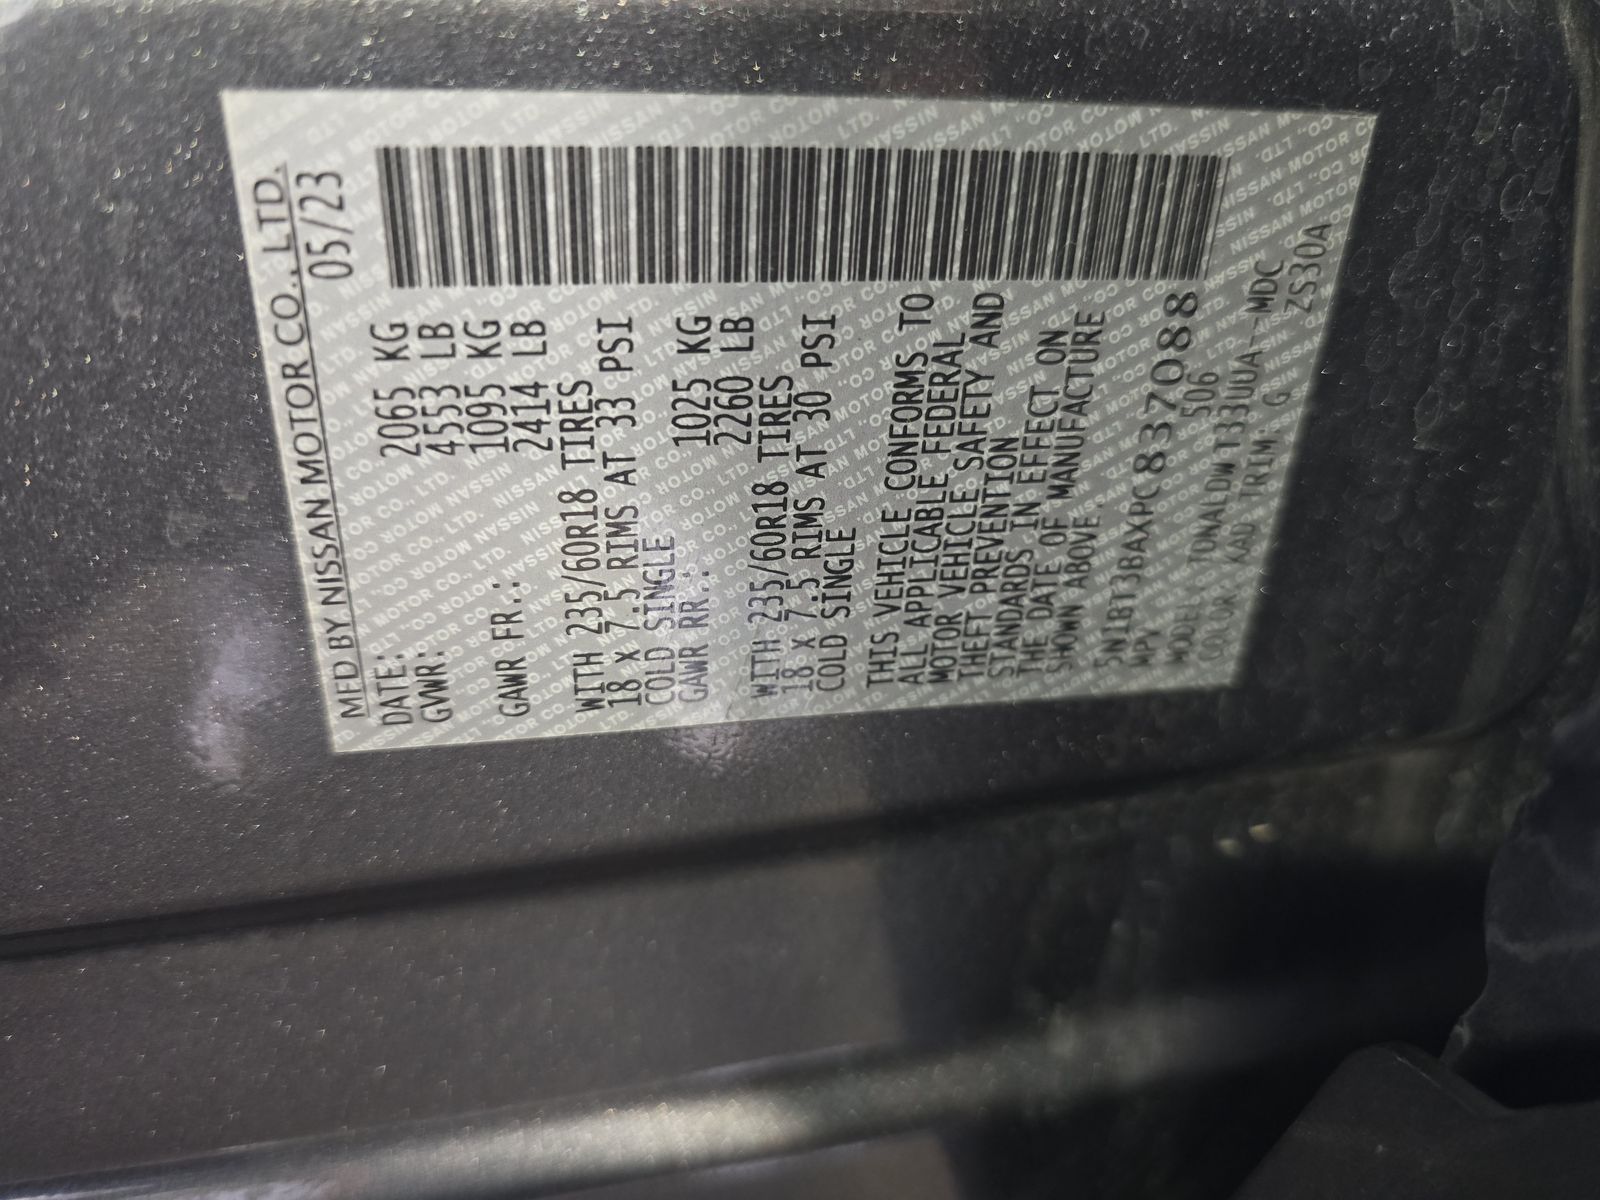 MFD BY NISSAN MOTOR CO., LTD.
DATE: 05/23
GVWR: 2065 KG
4553 LB
1095 KG
GAWR FR.: 2414 LB
WITH 235/60R18 TIRES
18 X 7.5 RIMS AT 33 PSI
COLD SINGLE
GAWR RR.: 1025 KG
2260 LB
WITH 235/60R18 TIRES
18 X 7.5 RIMS AT 30 PSI
COLD SINGLE
THIS VEHICLE CONFORMS TO
ALL APPLICABLE FEDERAL
MOTOR VEHICLE SAFETY AND
THEFT PREVENTION
STANDARDS IN EFFECT ON
THE DATE OF MANUFACTURE
SHOWN ABOVE.
5N1BT3BAXPC837088
MPV 506
MODEL TDNALDWT33UUA--MDC
COLOR KAD TRIM: G ZS30A